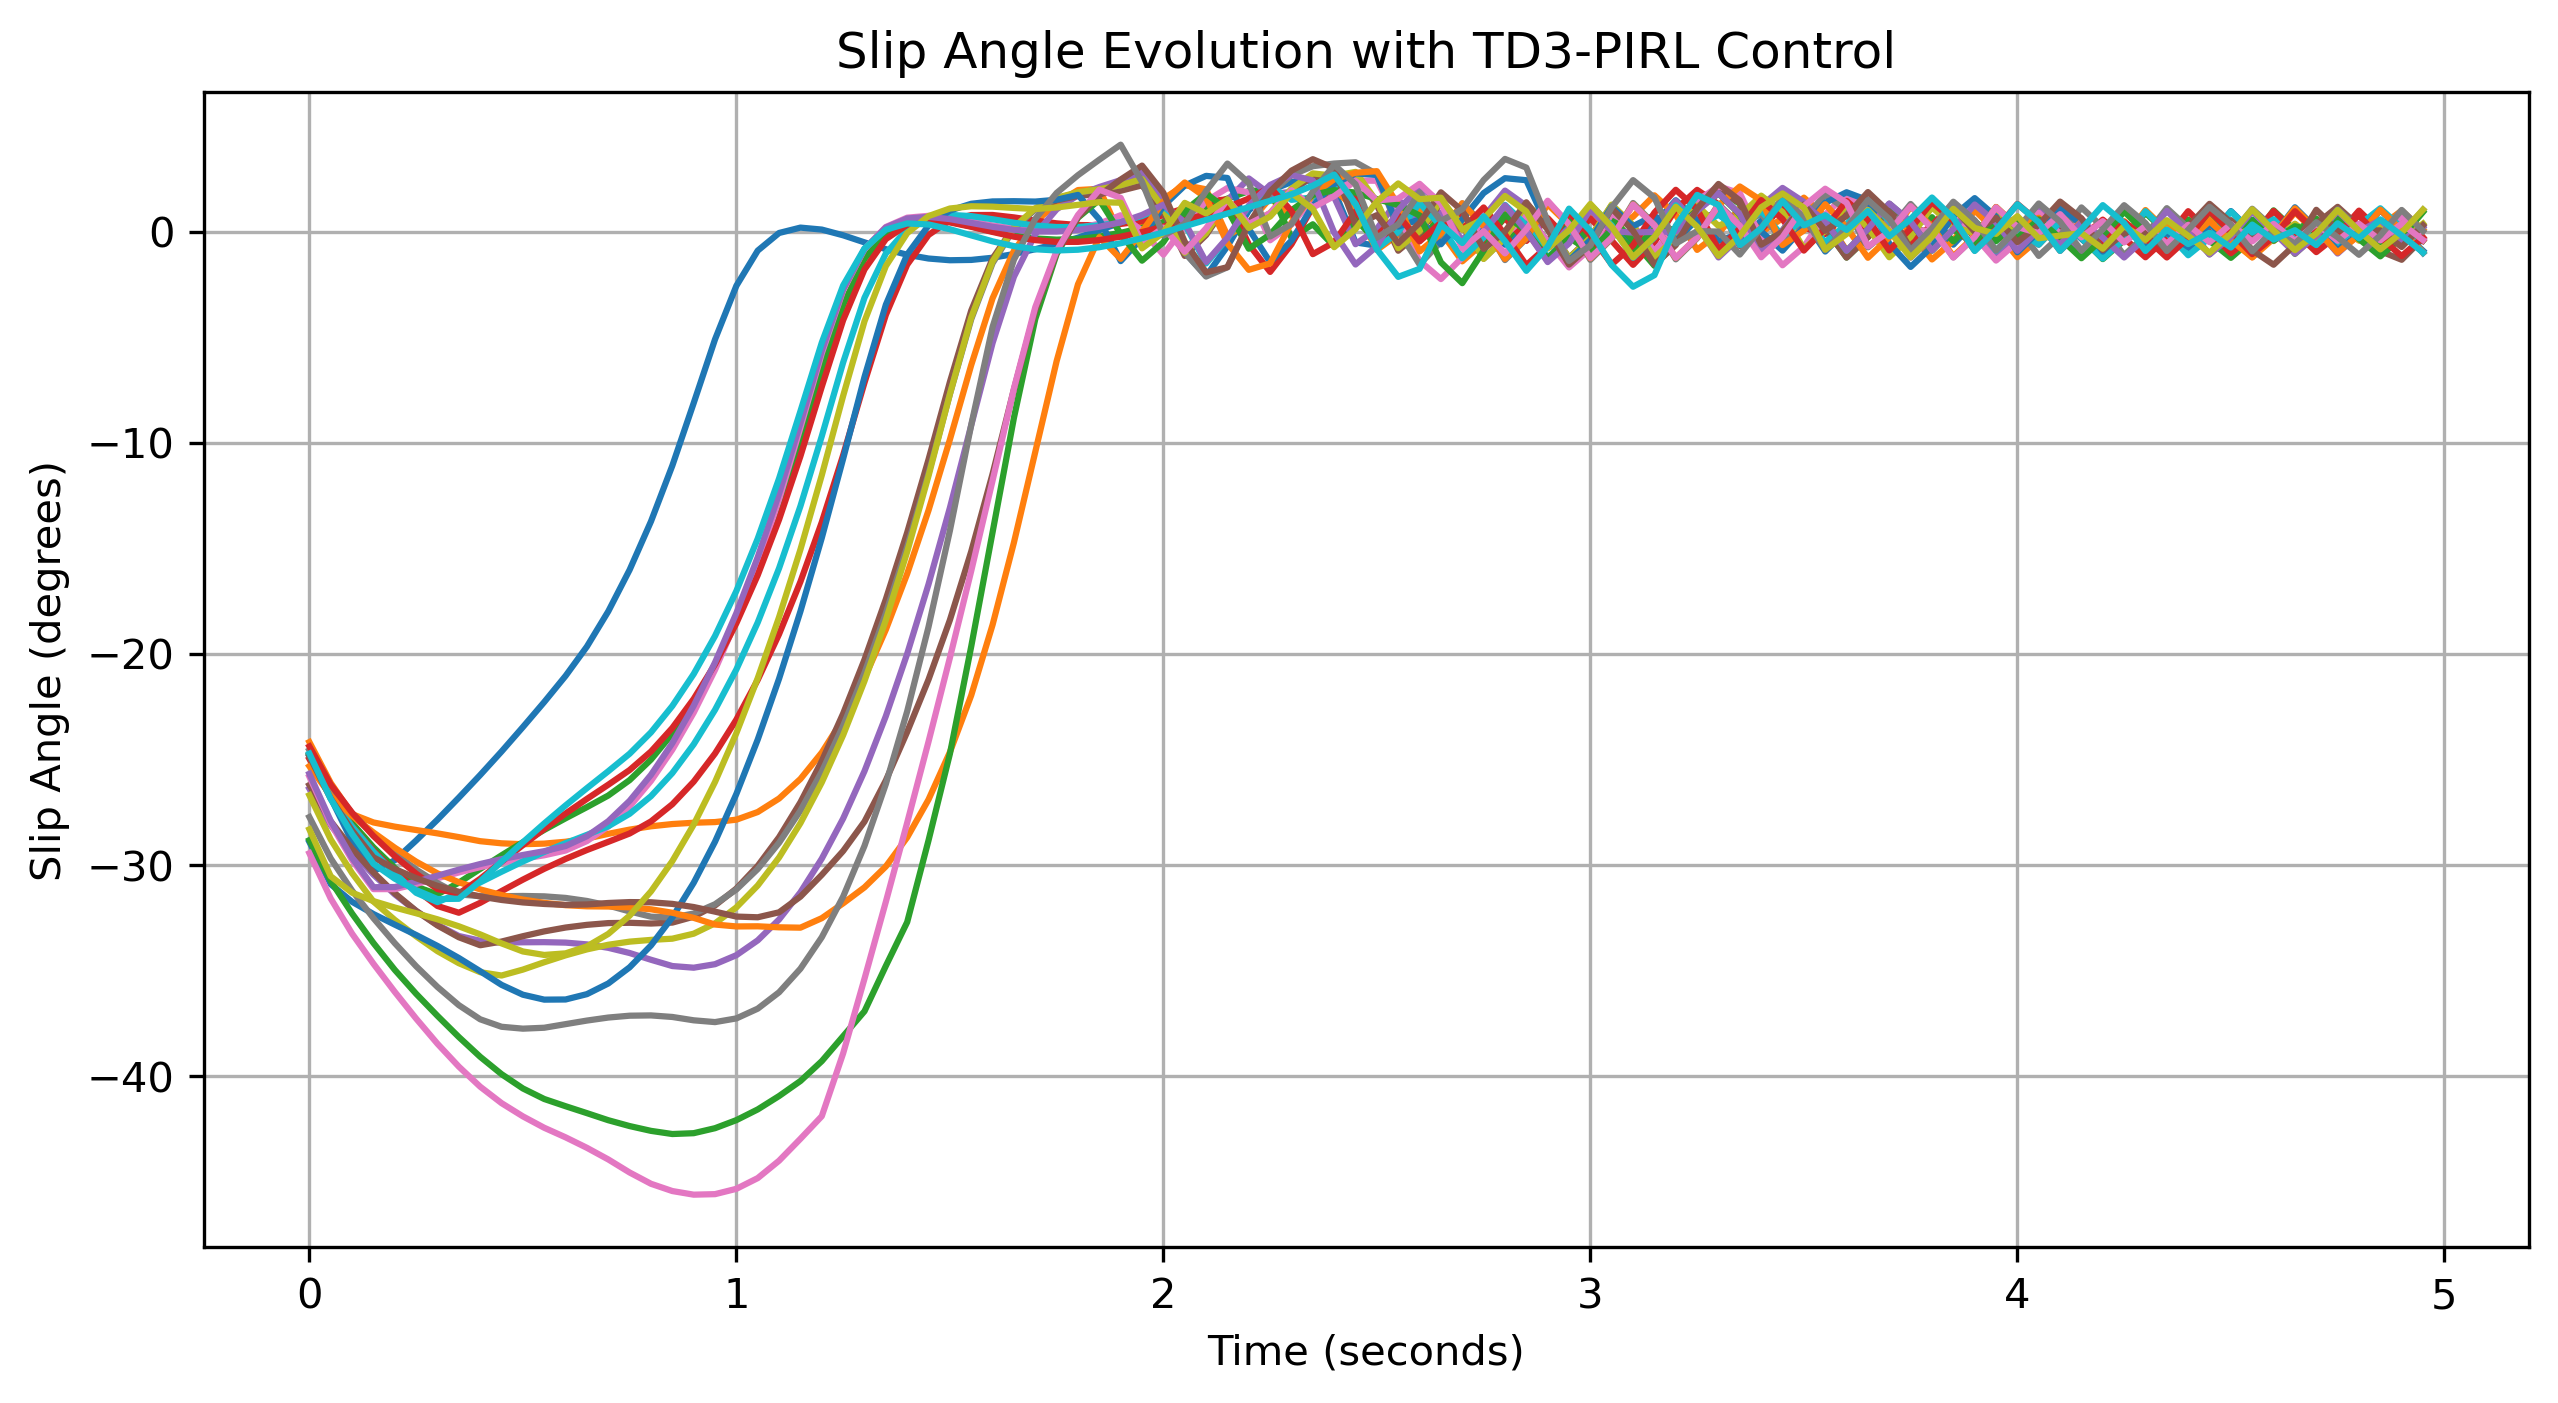 Slip Angle Evolution with TD3-PIRL Control
Slip Angle (degrees)
0
−10
−20
−30
−40
0 1 2 3 4 5
Time (seconds)